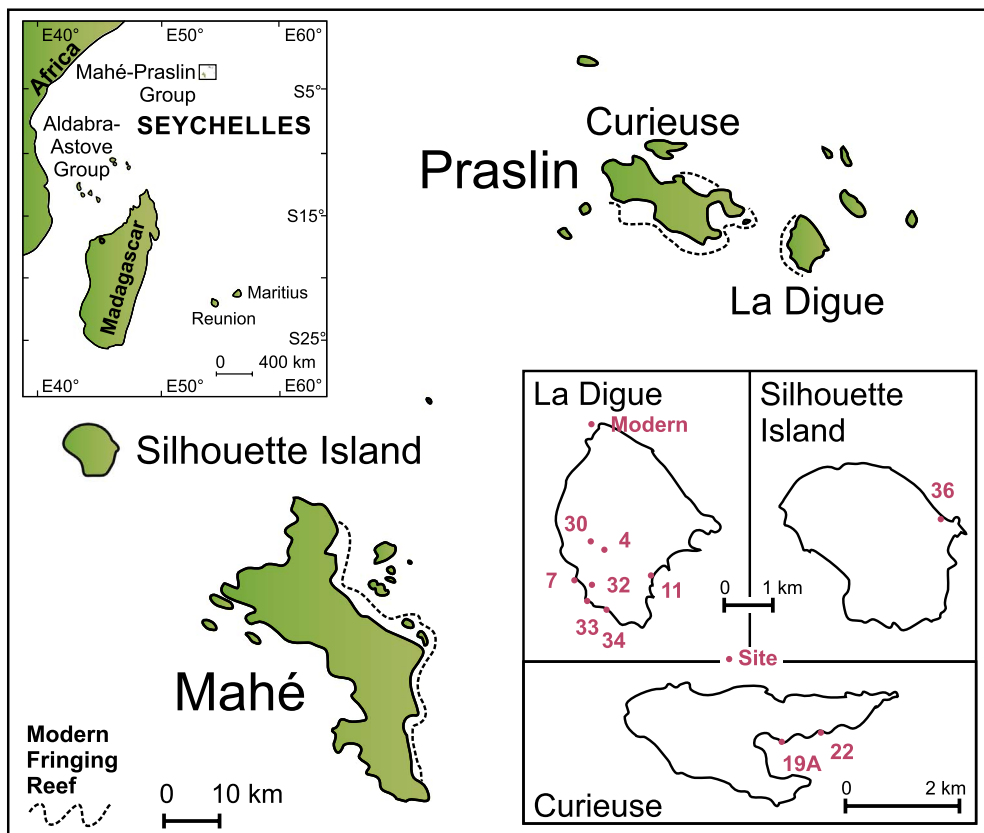 E40°
E50°
E60°
Africa
Mahé-Praslin
Group
S5°
SEYCHELLES
Aldabra-
Astove
Group
S15°
Madagascar
Maritius
Reunion
S25°
0 400 km
E40°
E50°
E60°
Curieuse
Praslin
La Digue
Silhouette Island
Mahé
Modern
Fringing
Reef
0 10 km
La Digue
Modern
30
4
7
32
11
33
34
0 1 km
Silhouette
Island
36
Site
22
19A
Curieuse
0 2 km